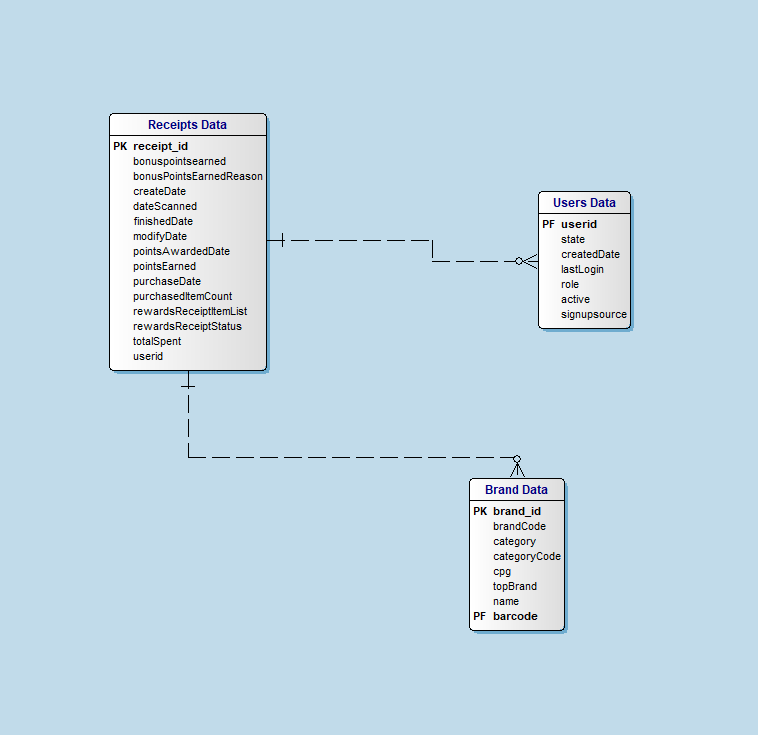 Receipts Data
PK receipt_id
bonuspointsearned
bonusPointsEarnedReason
createDate
dateScanned
finishedDate
modifyDate
pointsAwardedDate
pointsEarned
purchaseDate
purchasedItemCount
rewardsReceiptItemList
rewardsReceiptStatus
totalSpent
userid
Users Data
PF userid
state
createdDate
lastLogin
role
active
signupsource
Brand Data
PK brand_id
brandCode
category
categoryCode
cpg
topBrand
name
PF barcode